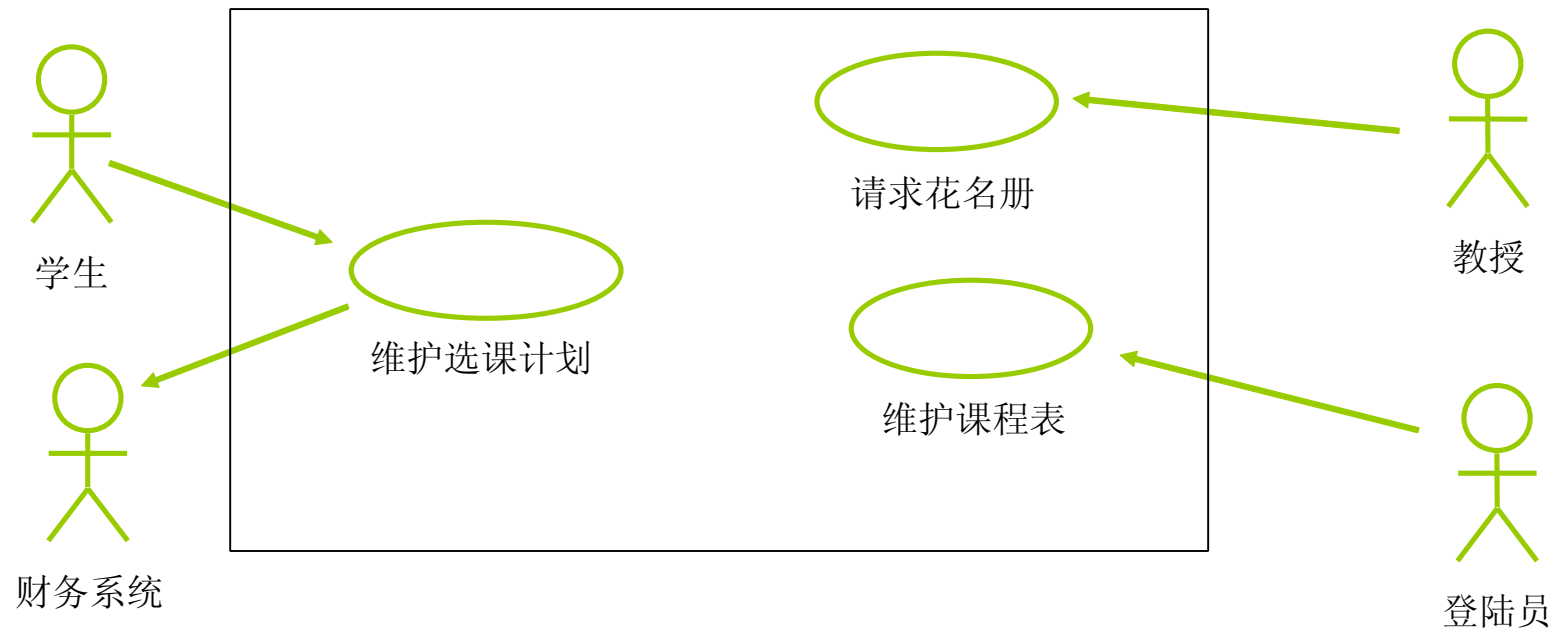 请求花名册
学生
教授
维护选课计划
维护课程表
财务系统
登陆员